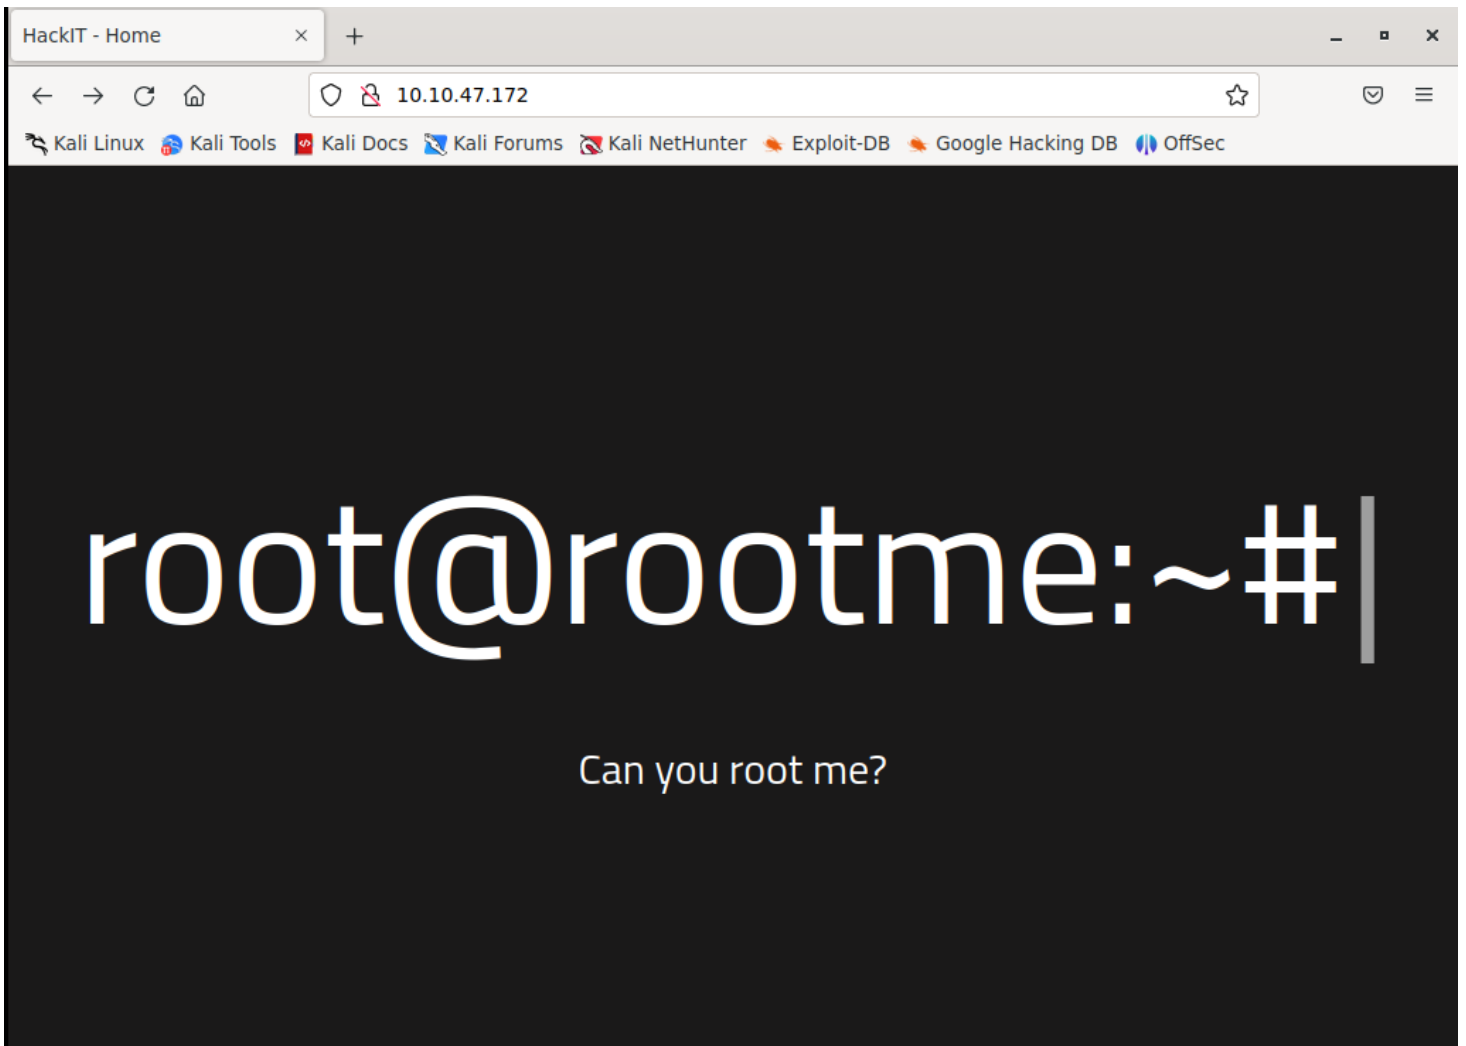 HackIT - Home
10.10.47.172
Kali Linux Kali Tools Kali Docs Kali Forums Kali NetHunter Exploit-DB Google Hacking DB OffSec
root@rootme:~#
Can you root me?